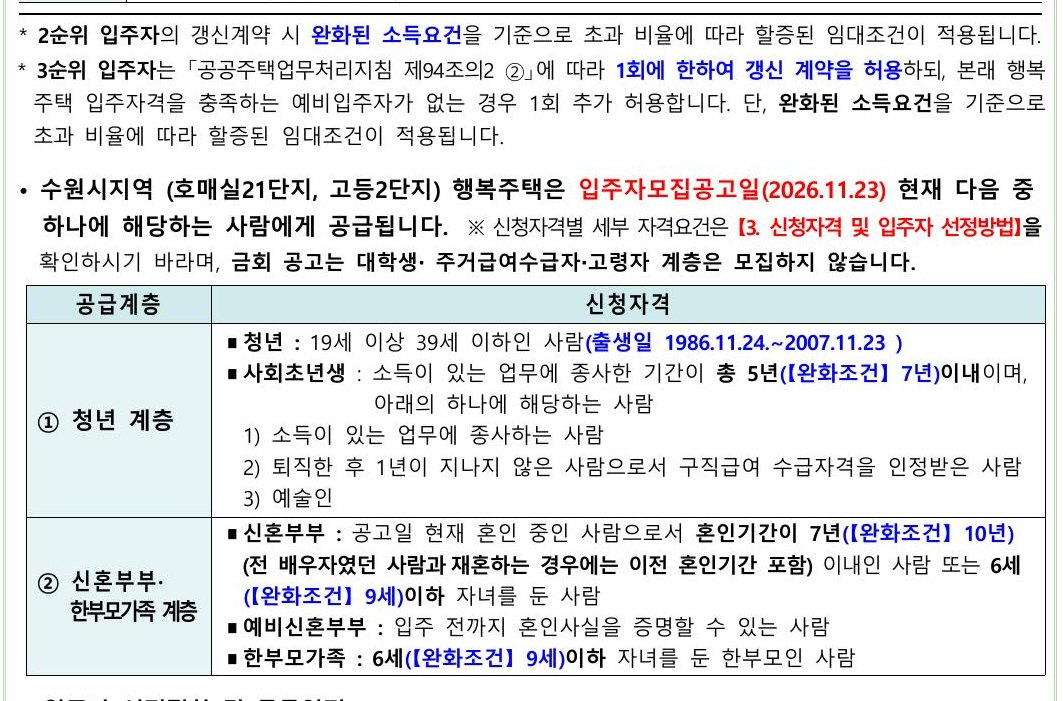 * 2순위 입주자의 갱신계약 시 완화된 소득요건을 기준으로 초과 비율에 따라 할증된 임대조건이 적용됩니다.
* 3순위 입주자는 「공공주택업무처리지침 제94조의2 ②」에 따라 1회에 한하여 갱신 계약을 허용하되, 본래 행복
주택 입주자격을 충족하는 예비입주자가 없는 경우 1회 추가 허용합니다. 단, 완화된 소득요건을 기준으로
초과 비율에 따라 할증된 임대조건이 적용됩니다.
• 수원시지역 (호매실21단지, 고등2단지) 행복주택은 입주자모집공고일(2026.11.23) 현재 다음 중
하나에 해당하는 사람에게 공급됩니다. ※ 신청자격별 세부 자격요건은 【3. 신청자격 및 입주자 선정방법】을
확인하시기 바라며, 금회 공고는 대학생· 주거급여수급자·고령자 계층은 모집하지 않습니다.
공급계층 신청자격
① 청년 계층
■ 청년 : 19세 이상 39세 이하인 사람(출생일 1986.11.24.~2007.11.23 )
■ 사회초년생 : 소득이 있는 업무에 종사한 기간이 총 5년(【완화조건】 7년)이내이며,
아래의 하나에 해당하는 사람
1) 소득이 있는 업무에 종사하는 사람
2) 퇴직한 후 1년이 지나지 않은 사람으로서 구직급여 수급자격을 인정받은 사람
3) 예술인
② 신혼부부·
한부모가족 계층
■ 신혼부부 : 공고일 현재 혼인 중인 사람으로서 혼인기간이 7년(【완화조건】 10년)
(전 배우자였던 사람과 재혼하는 경우에는 이전 혼인기간 포함) 이내인 사람 또는 6세
(【완화조건】 9세)이하 자녀를 둔 사람
■ 예비신혼부부 : 입주 전까지 혼인사실을 증명할 수 있는 사람
■ 한부모가족 : 6세(【완화조건】 9세)이하 자녀를 둔 한부모인 사람